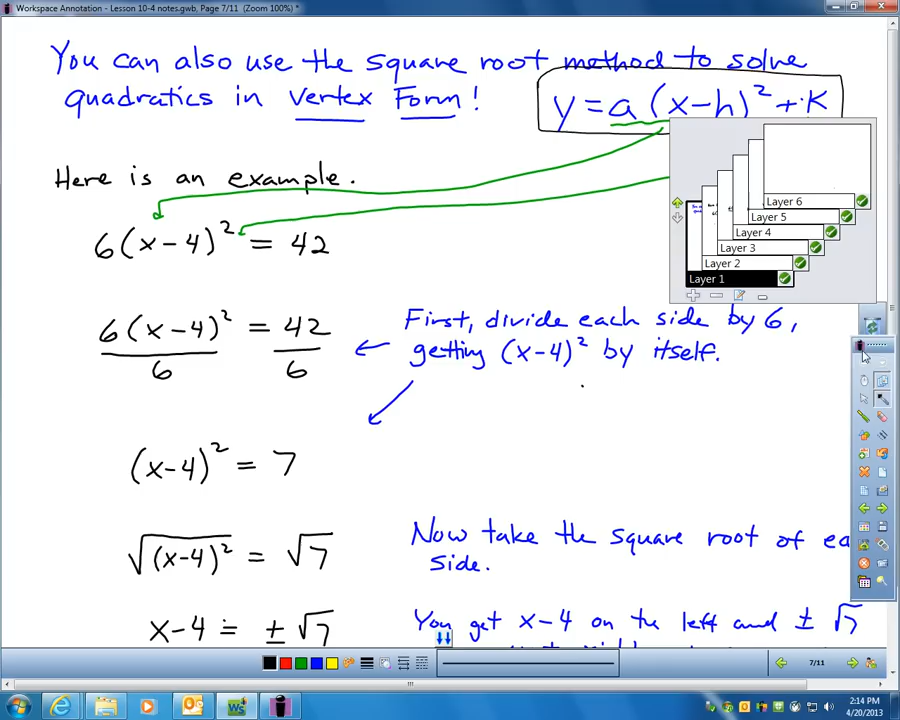 Workspace Annotation - Lesson 10-4 notes.gwb, Page 7/11 (Zoom 100%) *
You can also use the square root method to solve
quadratics in Vertex Form!
y = a(x-h)² + K
Here is an example.
6(x-4)² = 42
Layer 6
Layer 5
Layer 4
Layer 3
Layer 2
Layer 1
6(x-4)² = 42
6 6
First, divide each side by 6,
getting (x-4)² by itself.
(x-4)² = 7
√(x-4)² = √7
Now take the square root of ea
side.
x-4 = ± √7
You get x-4 on the left and ± √7
7/11
2:14 PM
4/20/2013